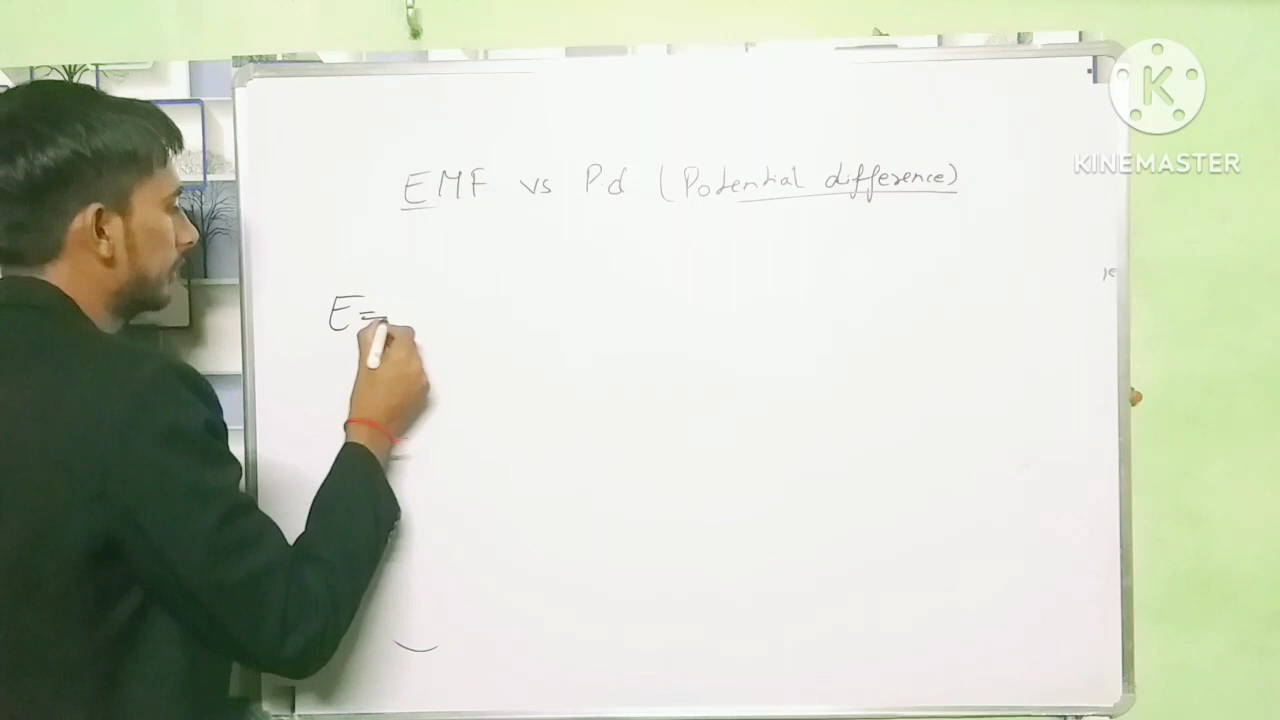 K
KINEMASTER
EMF vs Pd (Potential difference)
E=